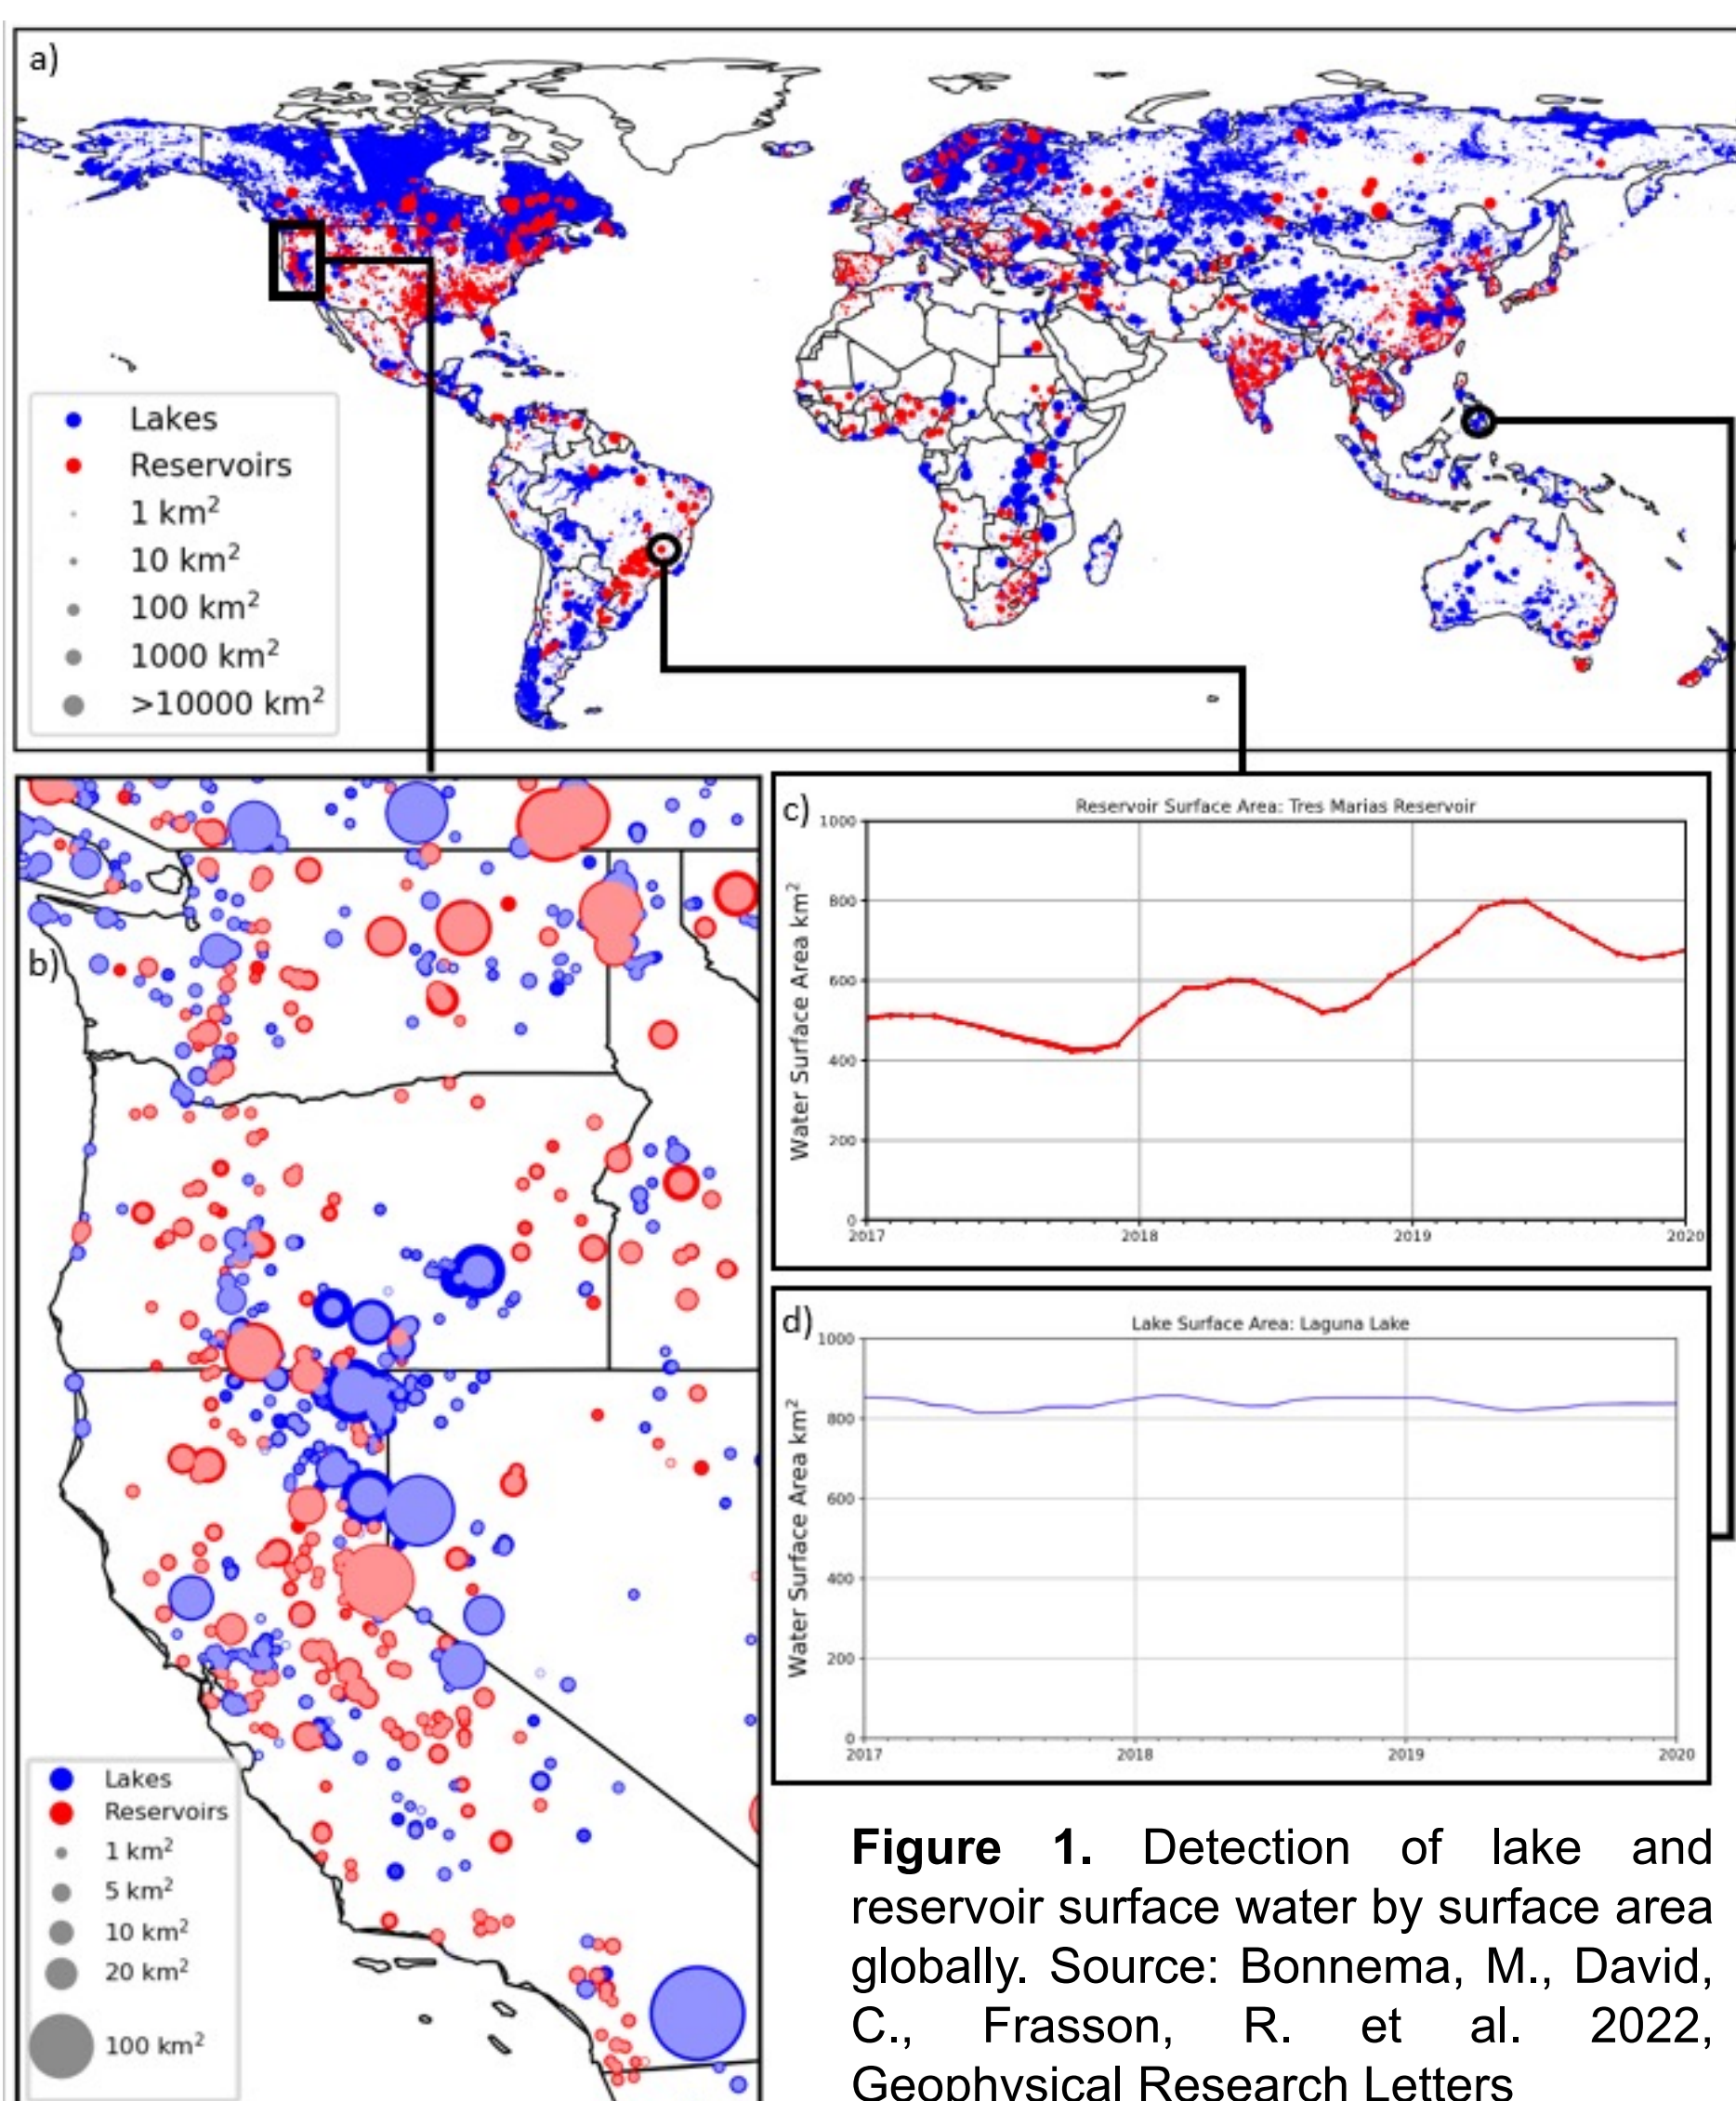 a)
Lakes
Reservoirs
1 km²
10 km²
100 km²
1000 km²
>10000 km²
b)
Lakes
Reservoirs
1 km²
5 km²
10 km²
20 km²
100 km²
c)
Reservoir Surface Area: Tres Marias Reservoir
Water Surface Area km²
1000
800
600
400
200
0
2017
2018
2019
2020
d)
Lake Surface Area: Laguna Lake
Water Surface Area km²
1000
800
600
400
200
0
2017
2018
2019
2020
Figure 1. Detection of lake and
reservoir surface water by surface area
globally. Source: Bonnema, M., David,
C., Frasson, R. et al. 2022,
Geophysical Research Letters